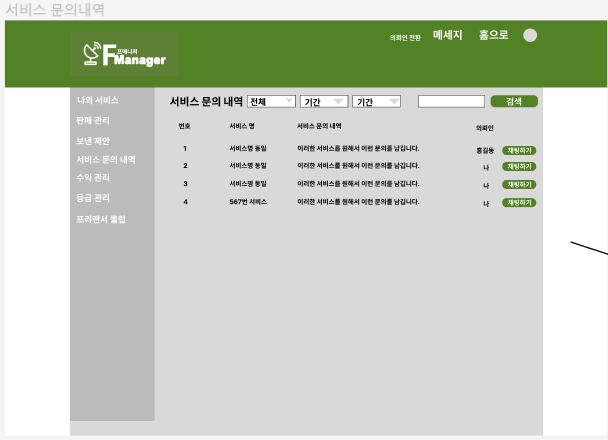 서비스 문의내역
프매니저
FManager
의뢰인 전환 메세지 홈으로
나의 서비스
판매 관리
보낸 제안
서비스 문의 내역
수익 관리
등급 관리
프리랜서 클럽
서비스 문의 내역 전체 기간 기간 검색
번호 서비스 명 서비스 문의 내역 의뢰인
1 서비스명 동일 이러한 서비스를 원해서 이런 문의를 남깁니다. 홍길동 채팅하기
2 서비스명 동일 이러한 서비스를 원해서 이런 문의를 남깁니다. 나 채팅하기
3 서비스명 동일 이러한 서비스를 원해서 이런 문의를 남깁니다. 나 채팅하기
4 567번 서비스 이러한 서비스를 원해서 이런 문의를 남깁니다. 나 채팅하기